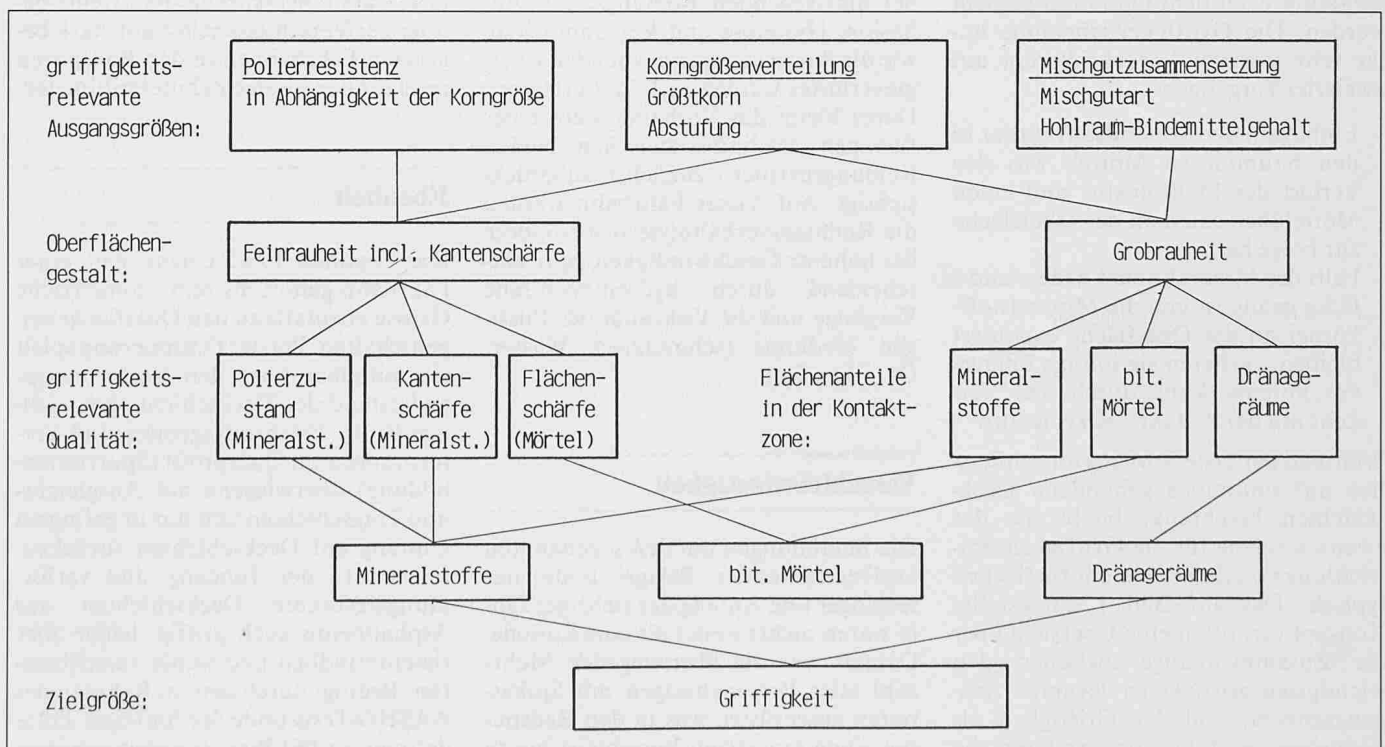 griffigkeits-
relevante
Ausgangsgrößen:
Polierresistenz
in Abhängigkeit der Korngröße
Korngrößenverteilung
Größtkorn
Abstufung
Mischgutzusammensetzung
Mischgutart
Hohlraum-Bindemittelgehalt
Oberflächen-
gestalt:
Feinrauheit incl. Kantenschärfe
Grobrauheit
griffigkeits-
relevante
Qualität:
Polierzu-
stand
(Mineralst.)
Kanten-
schärfe
(Mineralst.)
Flächen-
schärfe
(Mörtel)
Flächenanteile
in der Kontakt-
zone:
Mineral-
stoffe
bit.
Mörtel
Dränage-
räume
Mineralstoffe
bit. Mörtel
Dränageräume
Zielgröße:
Griffigkeit